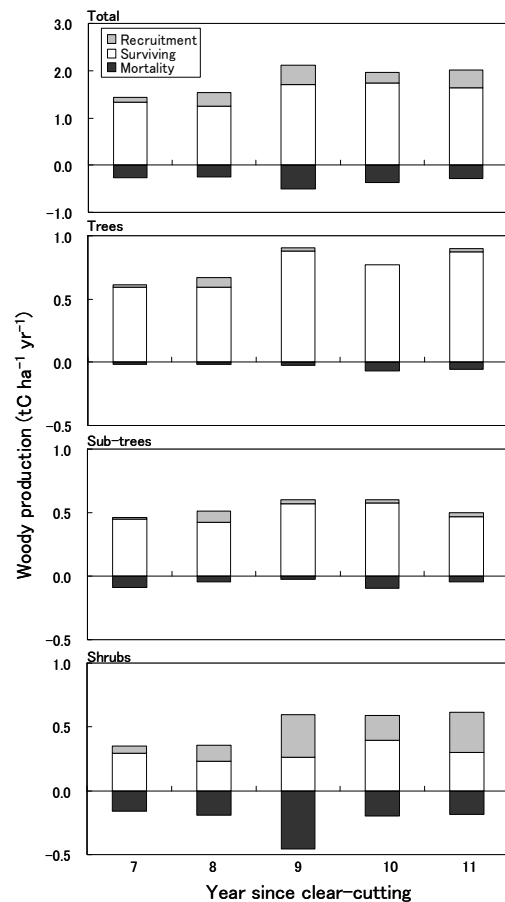 Total
3.0
Recruitment
Surviving
Mortality
2.0
1.0
0.0
−1.0
Trees
1.0
0.5
0.0
−0.5
Sub-trees
1.0
0.5
0.0
−0.5
Shrubs
1.0
0.5
0.0
−0.5
7 8 9 10 11
Year since clear-cutting
Woody production (tC ha⁻¹ yr⁻¹)